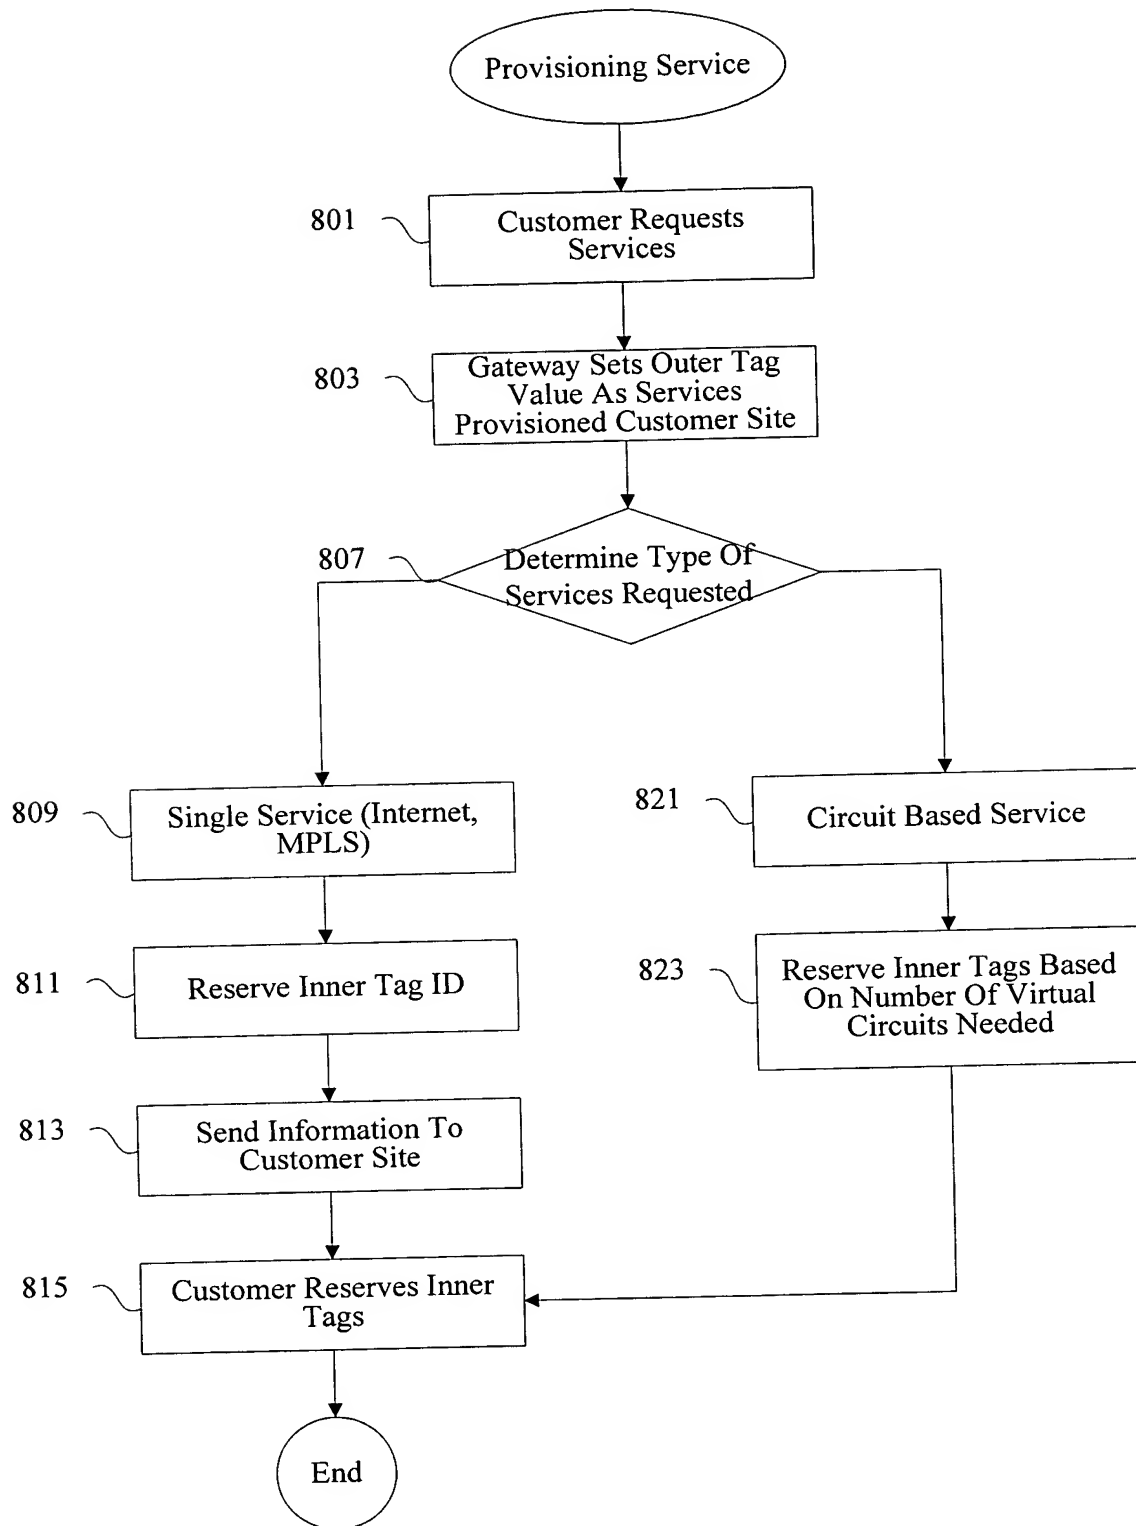 Provisioning Service
801
Customer Requests
Services
803
Gateway Sets Outer Tag
Value As Services
Provisioned Customer Site
807
Determine Type Of
Services Requested
809
Single Service (Internet,
MPLS)
821
Circuit Based Service
811
Reserve Inner Tag ID
823
Reserve Inner Tags Based
On Number Of Virtual
Circuits Needed
813
Send Information To
Customer Site
815
Customer Reserves Inner
Tags
End